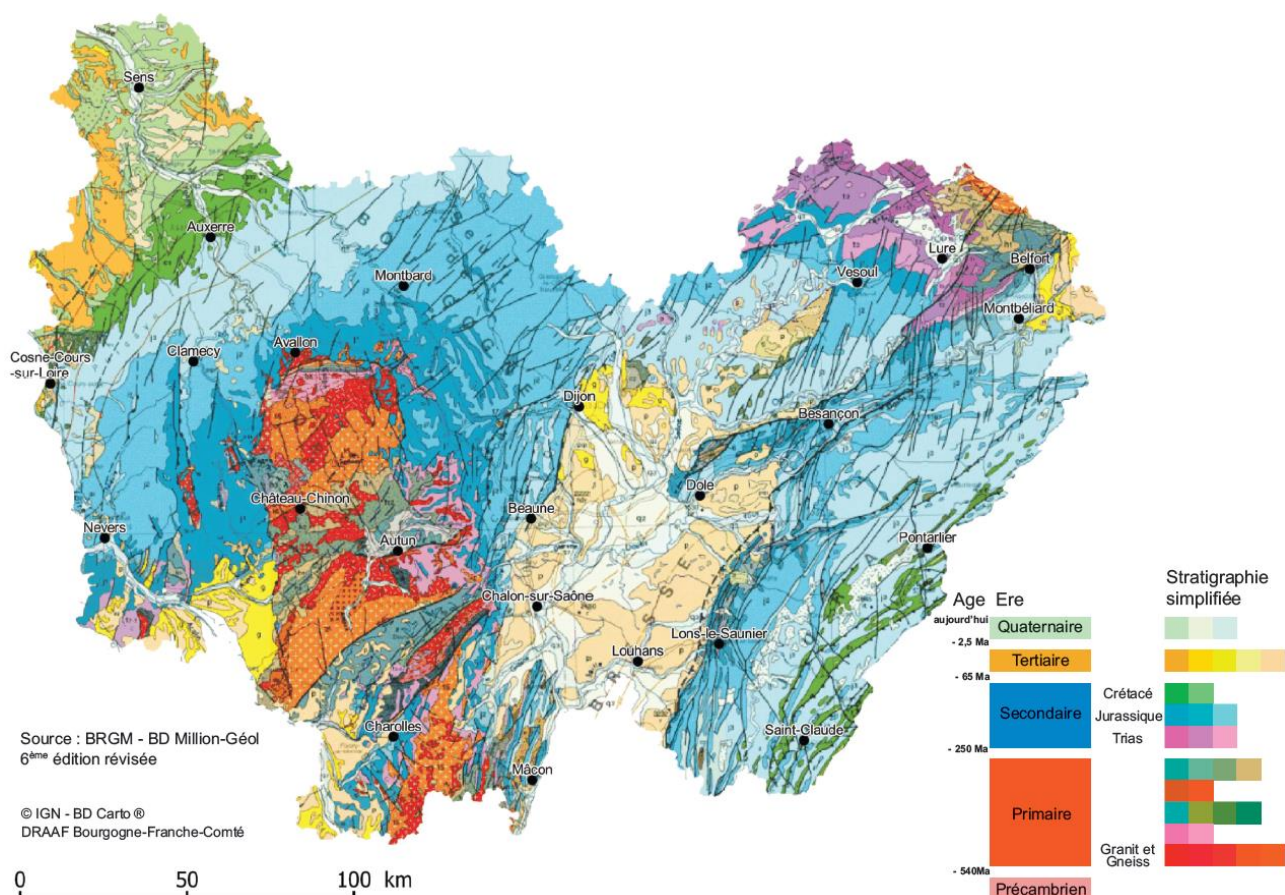 Sens
Auxerre
Montbard
Vesoul
Lure
Belfort
Montbéliard
Cosne-Cours
-sur-Loire
Clamecy
Avallon
Dijon
Besançon
Château-Chinon
Beaune
Dole
Nevers
Autun
Pontarlier
Chalon-sur-Saône
Lons-le-Saunier
Louhans
Charolles
Saint-Claude
Mâcon
Source : BRGM - BD Million-Géol
6ème édition révisée
© IGN - BD Carto ®
DRAAF Bourgogne-Franche-Comté
0 50 100 km
Stratigraphie
simplifiée
Age Ere
aujourd'hui
Quaternaire
- 2,5 Ma
Tertiaire
- 65 Ma
Secondaire
Crétacé
Jurassique
Trias
- 250 Ma
Primaire
Granit et
Gneiss
- 540Ma
Précambrien